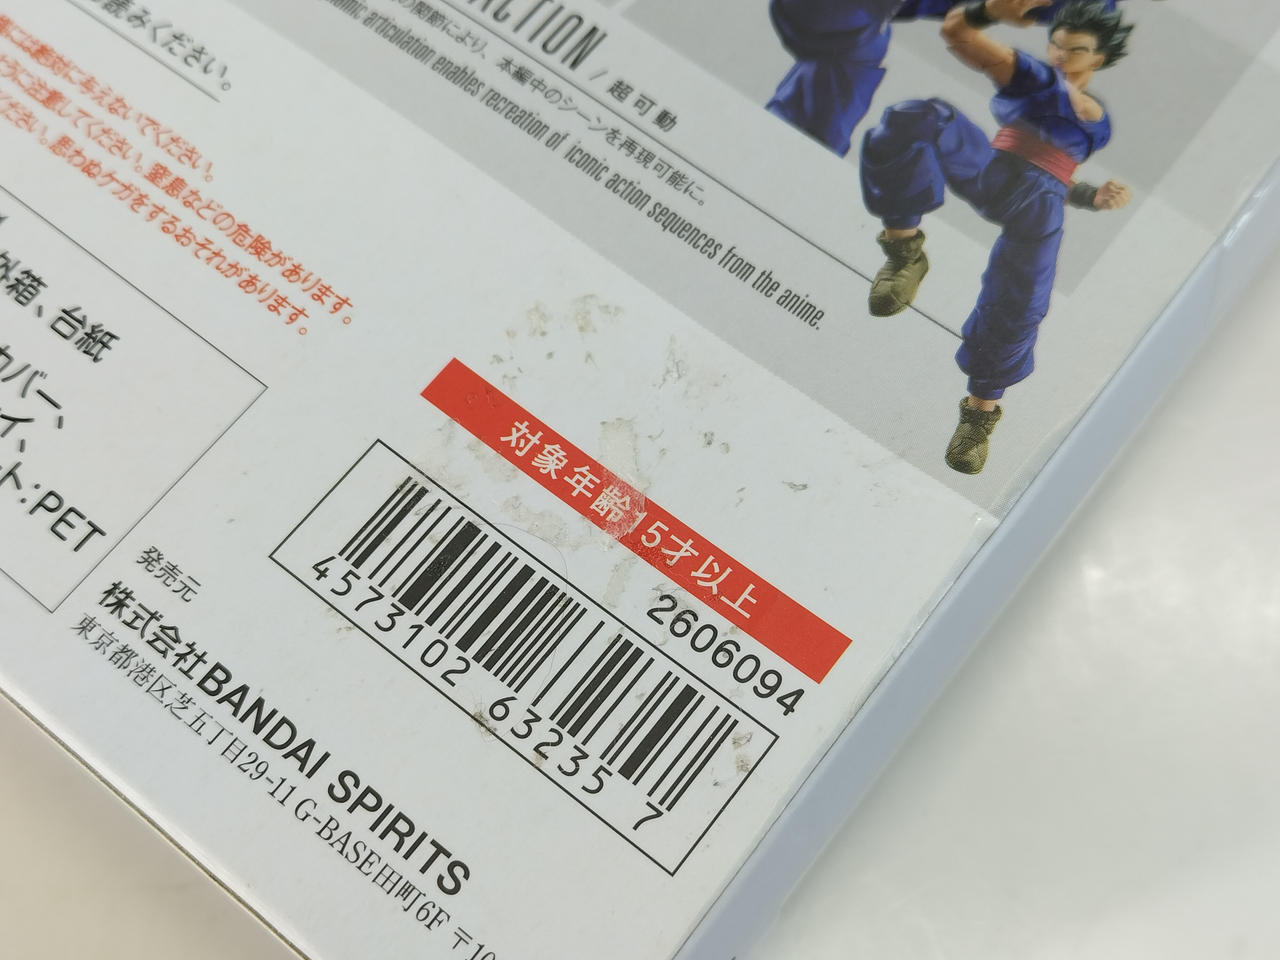 ACTION / 超可動
の関節により、本編中のシーンを再現可能に。
articulation enables recreation of iconic action sequences from the anime.
お読みください。
には絶対に与えないでください。
ように注意してください。窒息などの危険があります。
ください。思わぬケガをするおそれがあります。
外箱、台紙
カバー、
イ、
ト:PET
対象年齢15才以上
2606094
4573102 63235 7
発売元
株式会社BANDAI SPIRITS
東京都港区芝五丁目29-11 G-BASE田町6F 〒10